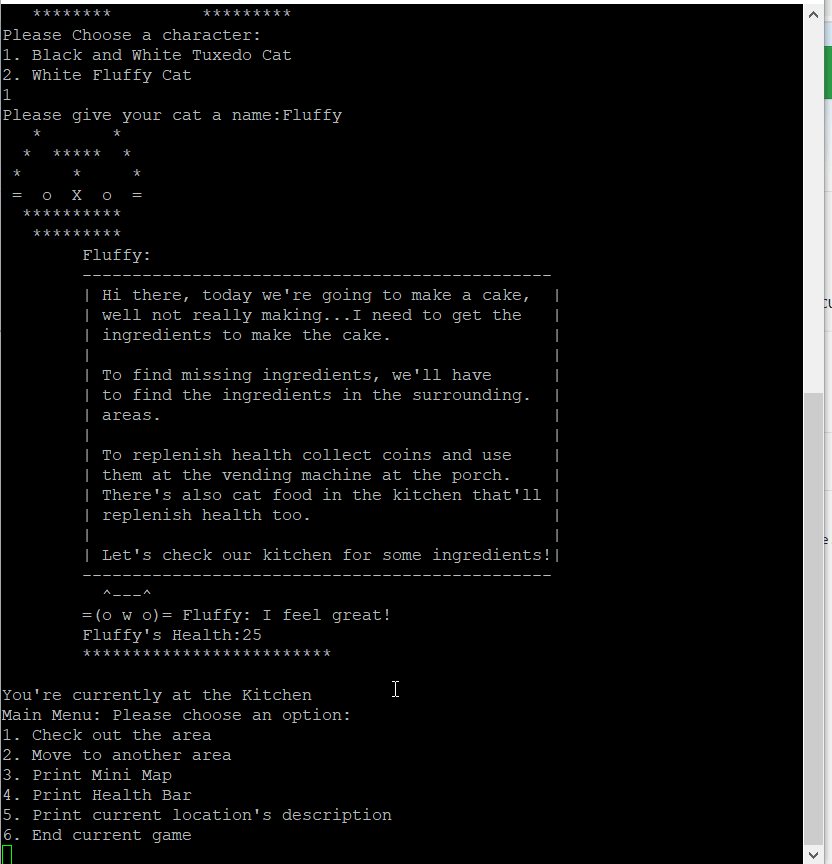 ********         *********
Please Choose a character:
1. Black and White Tuxedo Cat
2. White Fluffy Cat
1
Please give your cat a name:Fluffy
   *       *
  *  *****  *
 *     *     *
 =  o  X  o  =
  **********
   *********
        Fluffy:
        -----------------------------------------------
        | Hi there, today we're going to make a cake,  |
        | well not really making...I need to get the   |
        | ingredients to make the cake.                |
        |                                              |
        | To find missing ingredients, we'll have      |
        | to find the ingredients in the surrounding.  |
        | areas.                                       |
        |                                              |
        | To replenish health collect coins and use    |
        | them at the vending machine at the porch.    |
        | There's also cat food in the kitchen that'll |
        | replenish health too.                        |
        |                                              |
        | Let's check our kitchen for some ingredients!|
        -----------------------------------------------
          ^---^
        =(o w o)= Fluffy: I feel great!
        Fluffy's Health:25
        *************************
You're currently at the Kitchen
Main Menu: Please choose an option:
1. Check out the area
2. Move to another area
3. Print Mini Map
4. Print Health Bar
5. Print current location's description
6. End current game